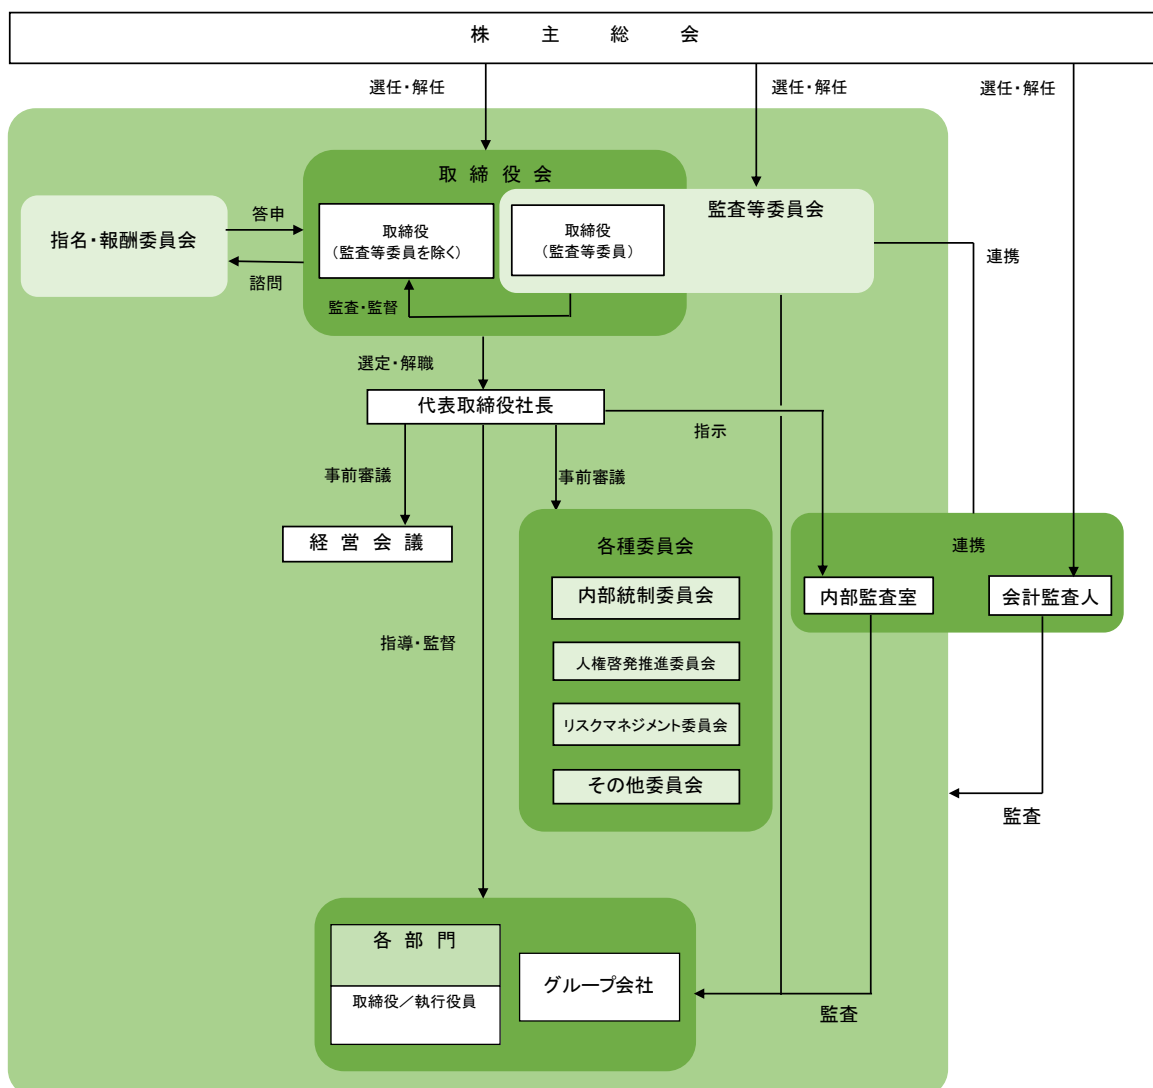 株主総会
選任・解任
選任・解任
選任・解任
取締役会
監査等委員会
指名・報酬委員会
答申
諮問
取締役
(監査等委員を除く)
取締役
(監査等委員)
監査・監督
連携
選定・解職
代表取締役社長
指示
事前審議
事前審議
経営会議
各種委員会
内部統制委員会
人権啓発推進委員会
リスクマネジメント委員会
その他委員会
連携
内部監査室
会計監査人
指導・監督
監査
各部門
取締役／執行役員
グループ会社
監査